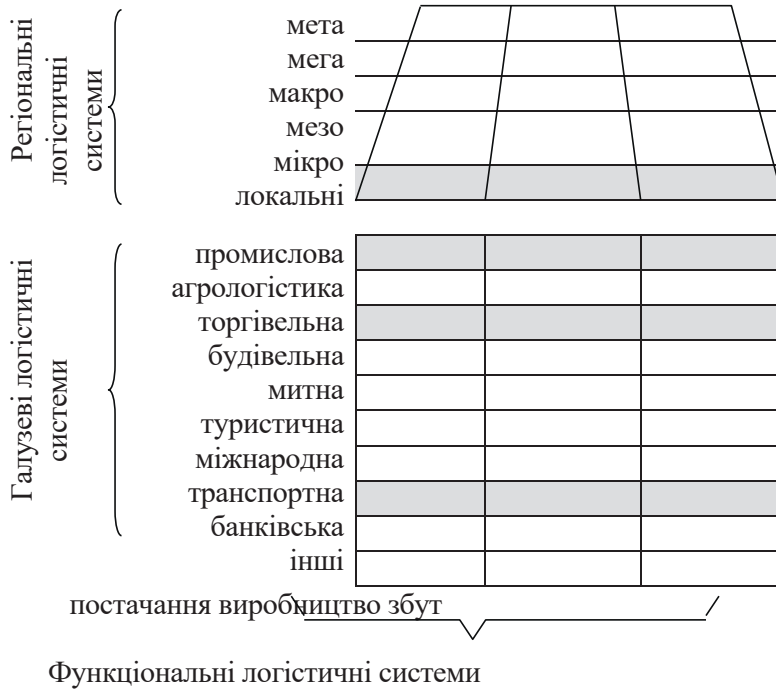 Регіональні
логістичні
системи
мета
мега
макро
мезо
мікро
локальні
Галузеві логістичні
системи
промислова
агрологістика
торгівельна
будівельна
митна
туристична
міжнародна
транспортна
банківська
інші
постачання виробництво збут
Функціональні логістичні системи